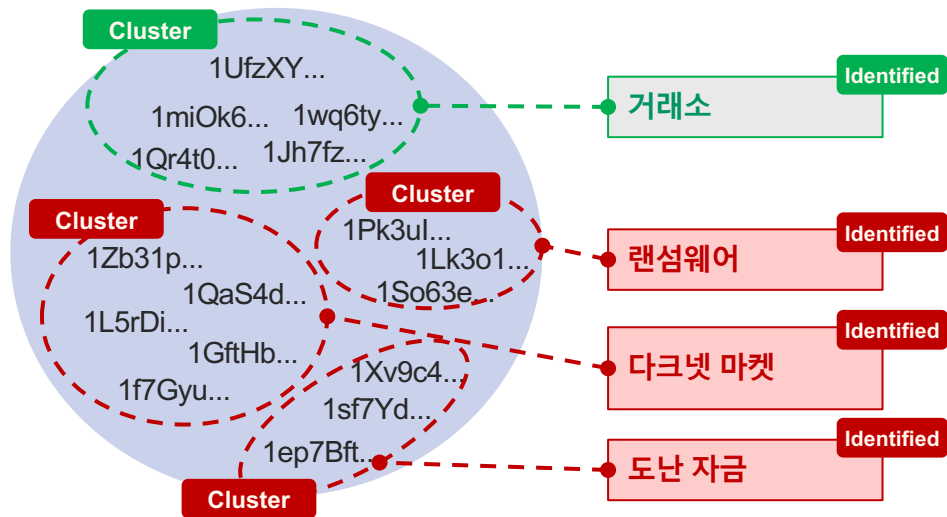 Cluster
1UfzXY...
1miOk6...
1wq6ty...
1Qr4t0...
1Jh7fz...
Identified
거래소
Cluster
1Pk3uI...
1Lk3o1...
1So63e...
Identified
랜섬웨어
Cluster
1Zb31p...
1QaS4d...
1L5rDi...
1GftHb...
1f7Gyu...
Identified
다크넷 마켓
1Xv9c4...
1sf7Yd...
1ep7Bft...
Cluster
Identified
도난 자금